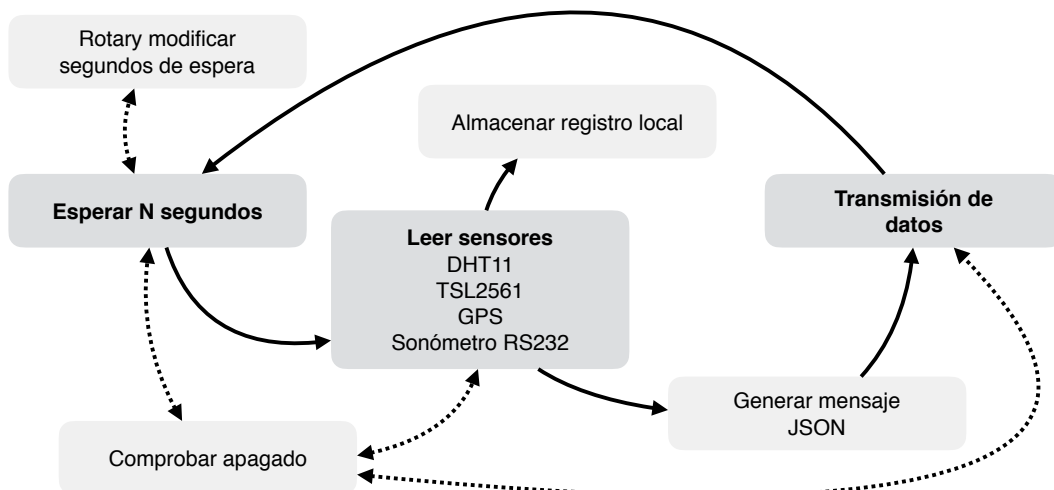 Rotary modificar
segundos de espera
Almacenar registro local
Esperar N segundos
Leer sensores
DHT11
TSL2561
GPS
Sonómetro RS232
Transmisión de
datos
Generar mensaje
JSON
Comprobar apagado